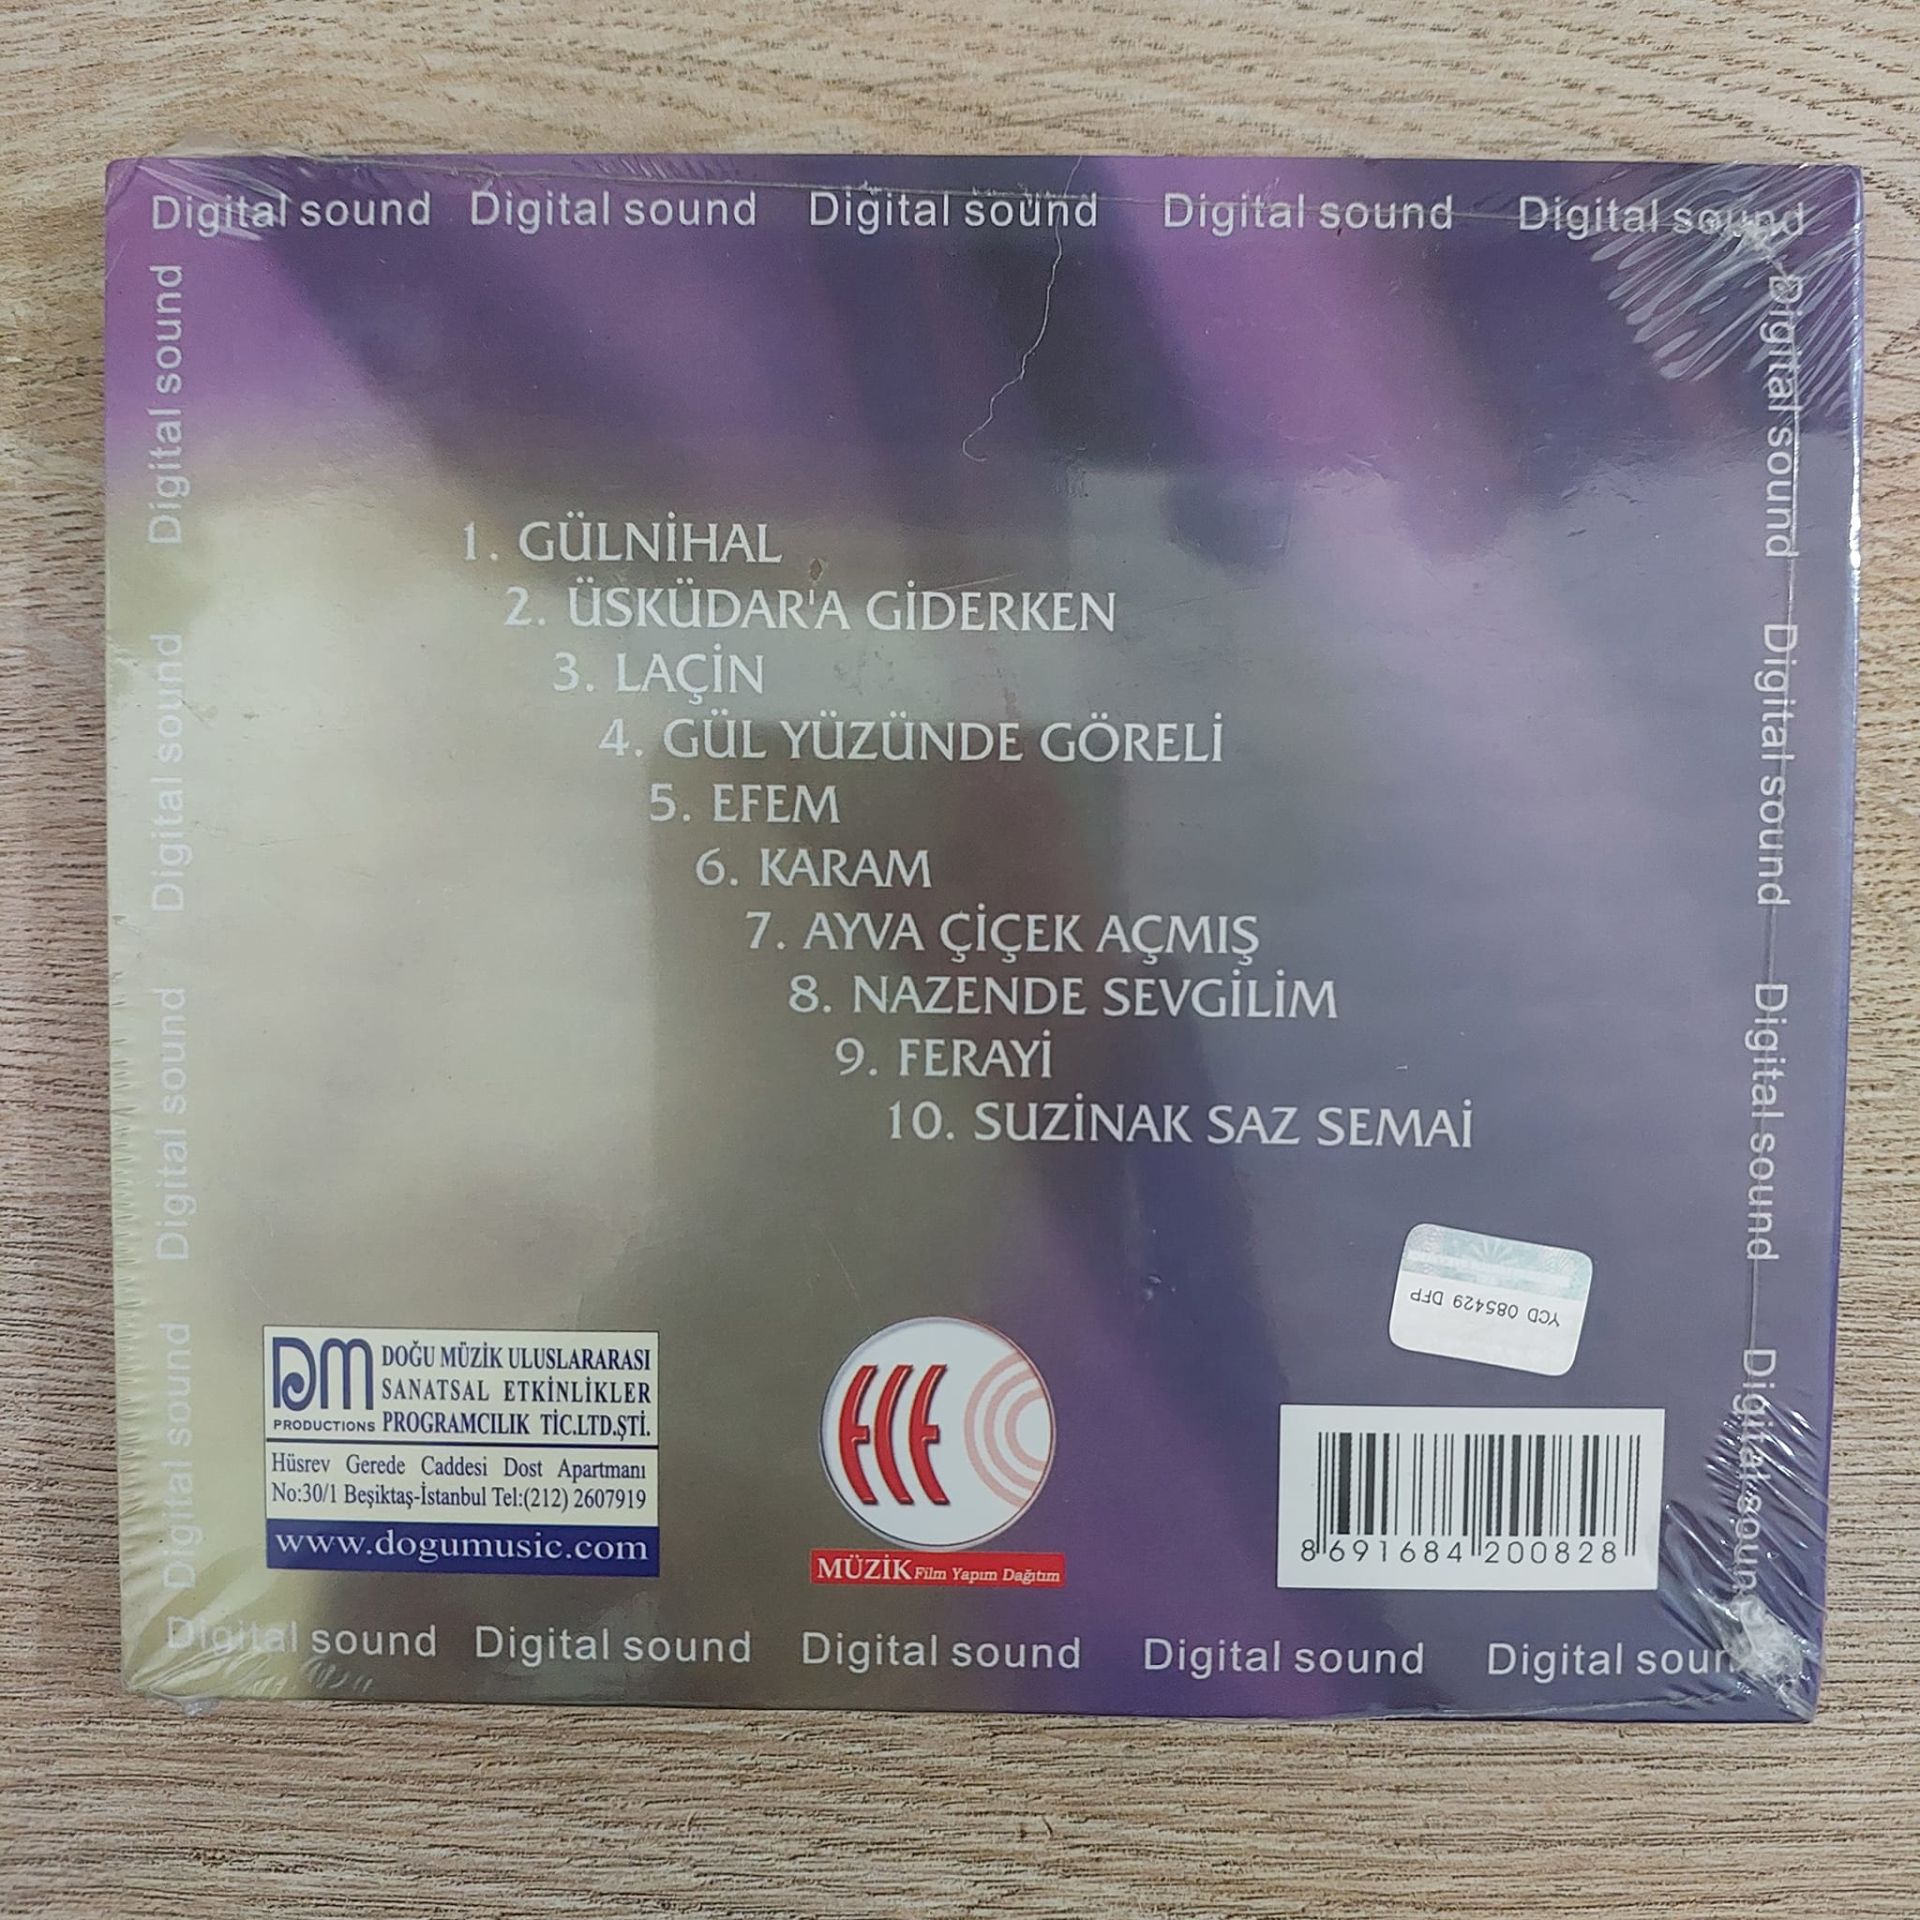 Digital sound Digital sound Digital sound Digital sound Digital sound
Digital sound Digital sound Digital sound Digital sound
1. GÜLNİHAL
2. ÜSKÜDAR'A GİDERKEN
3. LAÇİN
4. GÜL YÜZÜNDE GÖRELİ
5. EFEM
6. KARAM
7. AYVA ÇİÇEK AÇMIŞ
8. NAZENDE SEVGİLİM
9. FERAYİ
10. SUZİNAK SAZ SEMAİ
Digital sound Digital sound Digital sound Digital sound
YCD 085429 DFP
DM
PRODUCTIONS
DOĞU MÜZİK ULUSLARARASI
SANATSAL ETKİNLİKLER
PROGRAMCILIK TİC.LTD.ŞTİ.
Hüsrev Gerede Caddesi Dost Apartmanı
No:30/1 Beşiktaş-İstanbul Tel:(212) 2607919
www.dogumusic.com
ECE
MÜZİK Film Yapım Dağıtım
8691684200828
Digital sound Digital sound Digital sound Digital sound Digital sound